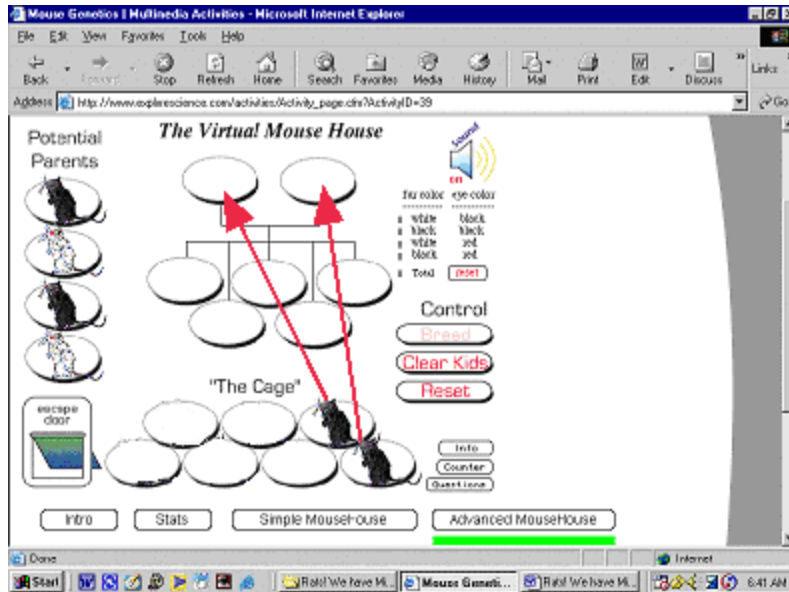 Mouse Genetics | Multimedia Activities - Microsoft Internet Explorer
File Edit View Favorites Tools Help
Back Forward Stop Refresh Home Search Favorites Media History Mail Print Edit Discuss Links
Address http://www.explorescience.com/activities/Activity_page.cfm?ActivityID=39 Go
Potential
Parents
The Virtual Mouse House
sound
on
fur color eye color
white black
black black
white red
black red
Total reset
Control
Breed
Clear Kids
Reset
"The Cage"
escape
door
Info
Counter
Questions
Intro Stats Simple MouseHouse Advanced MouseHouse
Done Internet
Start Rats! We have Mi... Mouse Geneti... Rats! We have Mi... 6:41 AM